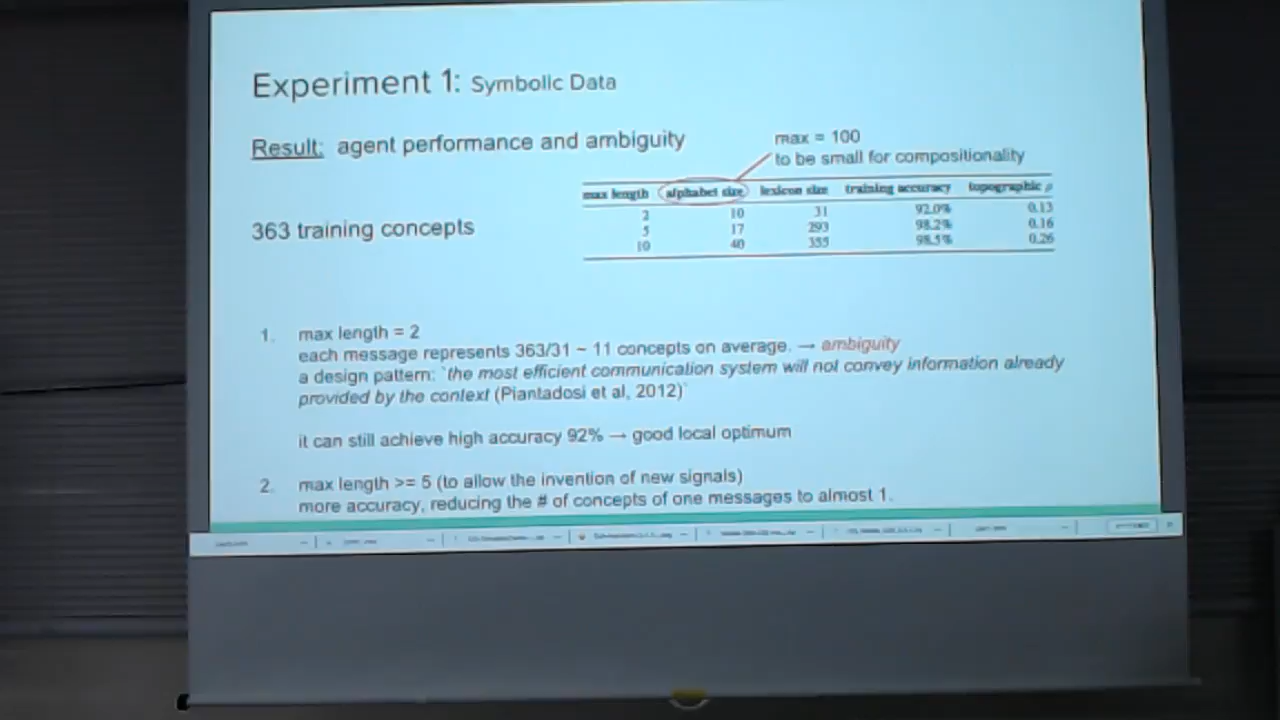 Experiment 1: Symbolic Data
Result: agent performance and ambiguity
max = 100
to be small for compositionality
max length alphabet size lexicon size training accuracy topographic ρ
2 10 31 92.0% 0.13
5 17 293 98.2% 0.16
10 40 355 98.5% 0.26
363 training concepts
1. max length = 2
each message represents 363/31 ~ 11 concepts on average. → ambiguity
a design pattern: `the most efficient communication system will not convey information already
provided by the context (Piantadosi et al, 2012)`
it can still achieve high accuracy 92% → good local optimum
2. max length >= 5 (to allow the invention of new signals)
more accuracy, reducing the # of concepts of one messages to almost 1.